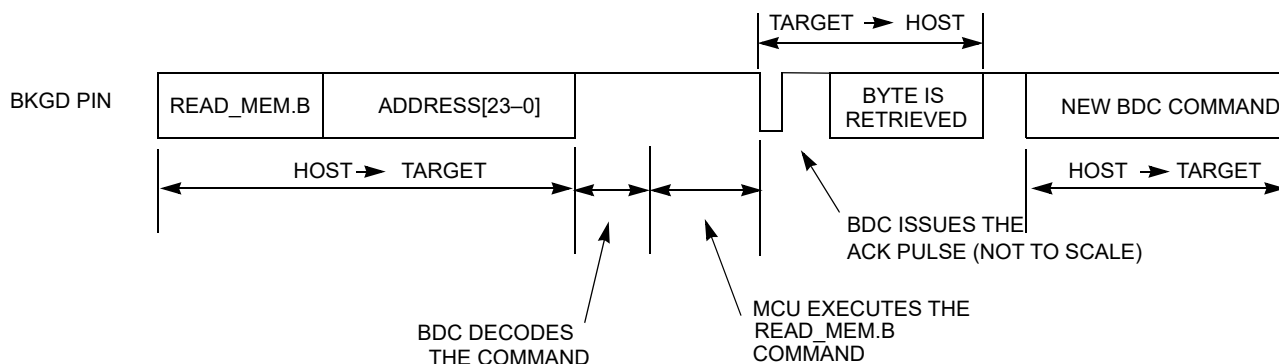 TARGET → HOST
BKGD PIN
READ_MEM.B
ADDRESS[23–0]
BYTE IS
RETRIEVED
NEW BDC COMMAND
HOST → TARGET
HOST → TARGET
BDC ISSUES THE
ACK PULSE (NOT TO SCALE)
BDC DECODES
THE COMMAND
MCU EXECUTES THE
READ_MEM.B
COMMAND